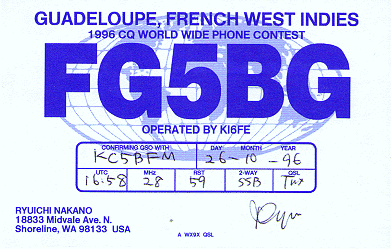 GUADELOUPE, FRENCH WEST INDIES
1996 CQ WORLD WIDE PHONE CONTEST
FG5BG
OPERATED BY KI6FE
CONFIRMING QSO WITH DAY MONTH YEAR
KC5BFM 26-10-96
UTC MHz RST 2-WAY QSL
16:58 28 59 SSB Tnx
RYUICHI NAKANO
18833 Midvale Ave. N.
Shoreline, WA 98133 USA
A WX9X QSL